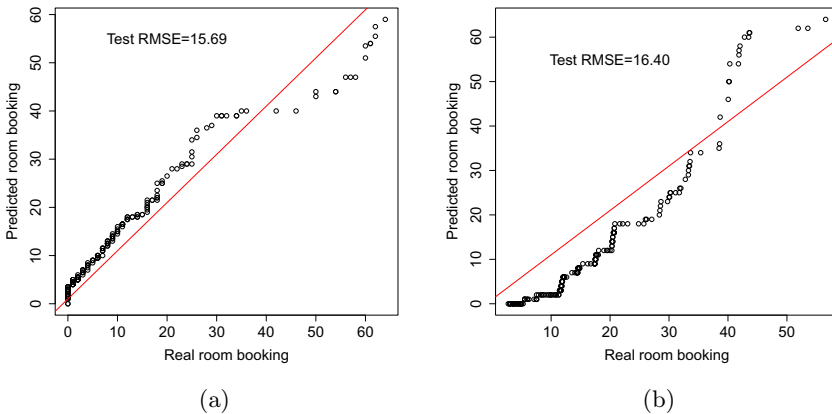 Test RMSE=15.69
Predicted room booking
0 10 20 30 40 50 60
0 10 20 30 40 50 60
Real room booking
(a)
Test RMSE=16.40
Predicted room booking
0 10 20 30 40 50 60
10 20 30 40 50
Real room booking
(b)